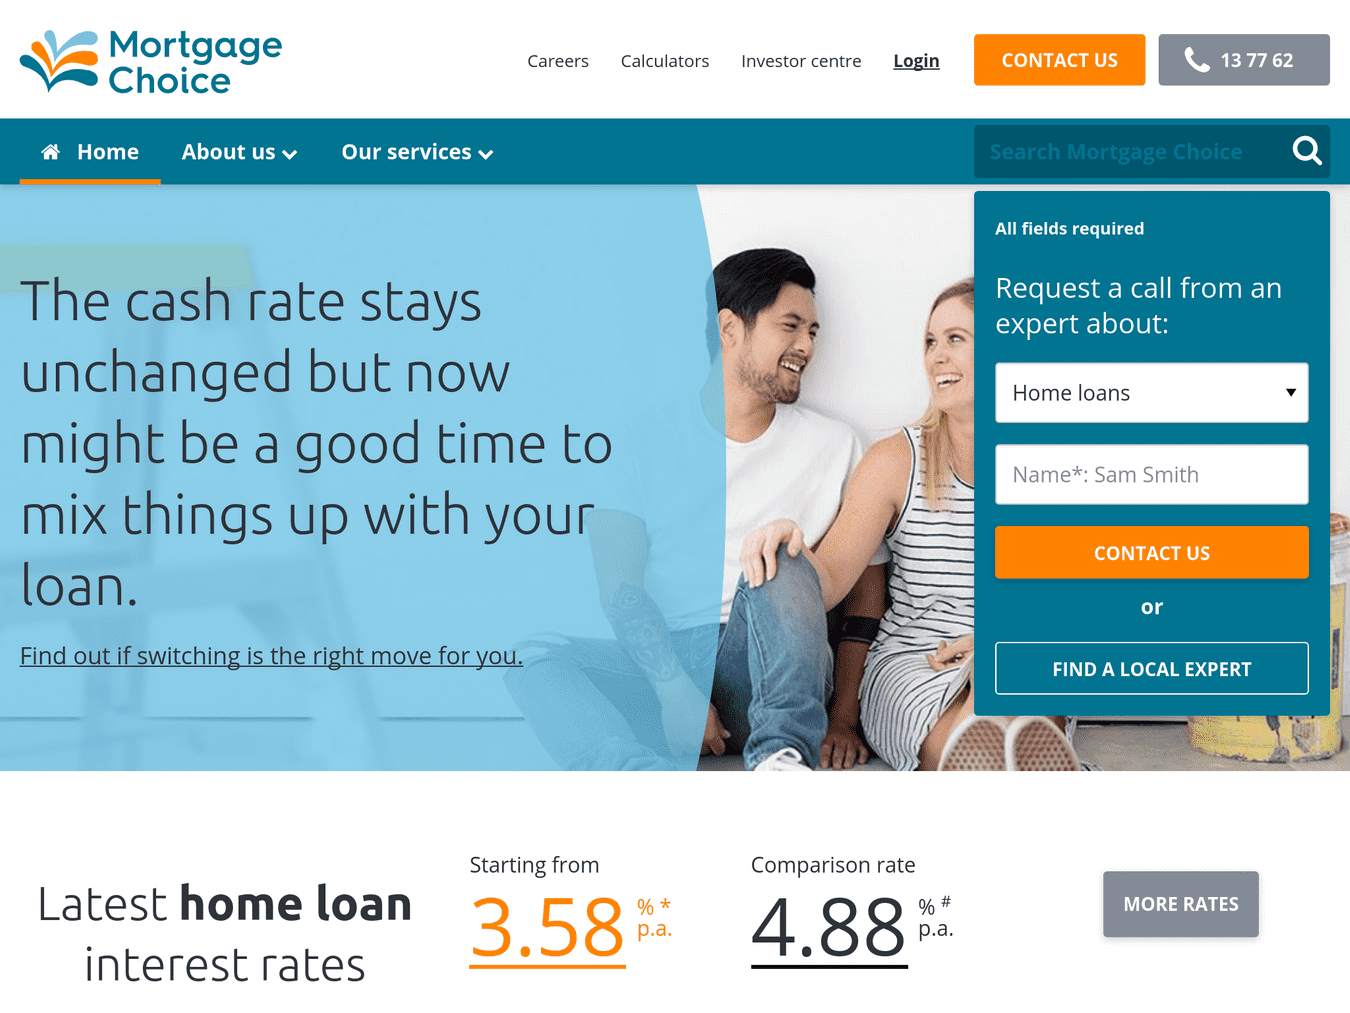 Mortgage
Choice
Careers
Calculators
Investor centre
Login
CONTACT US
13 77 62
Home
About us
Our services
Search Mortgage Choice
The cash rate stays
unchanged but now
might be a good time to
mix things up with your
loan.
Find out if switching is the right move for you.
All fields required
Request a call from an
expert about:
Home loans
Name*: Sam Smith
CONTACT US
or
FIND A LOCAL EXPERT
Latest home loan
interest rates
Starting from
3.58 % *
p.a.
Comparison rate
4.88 % #
p.a.
MORE RATES